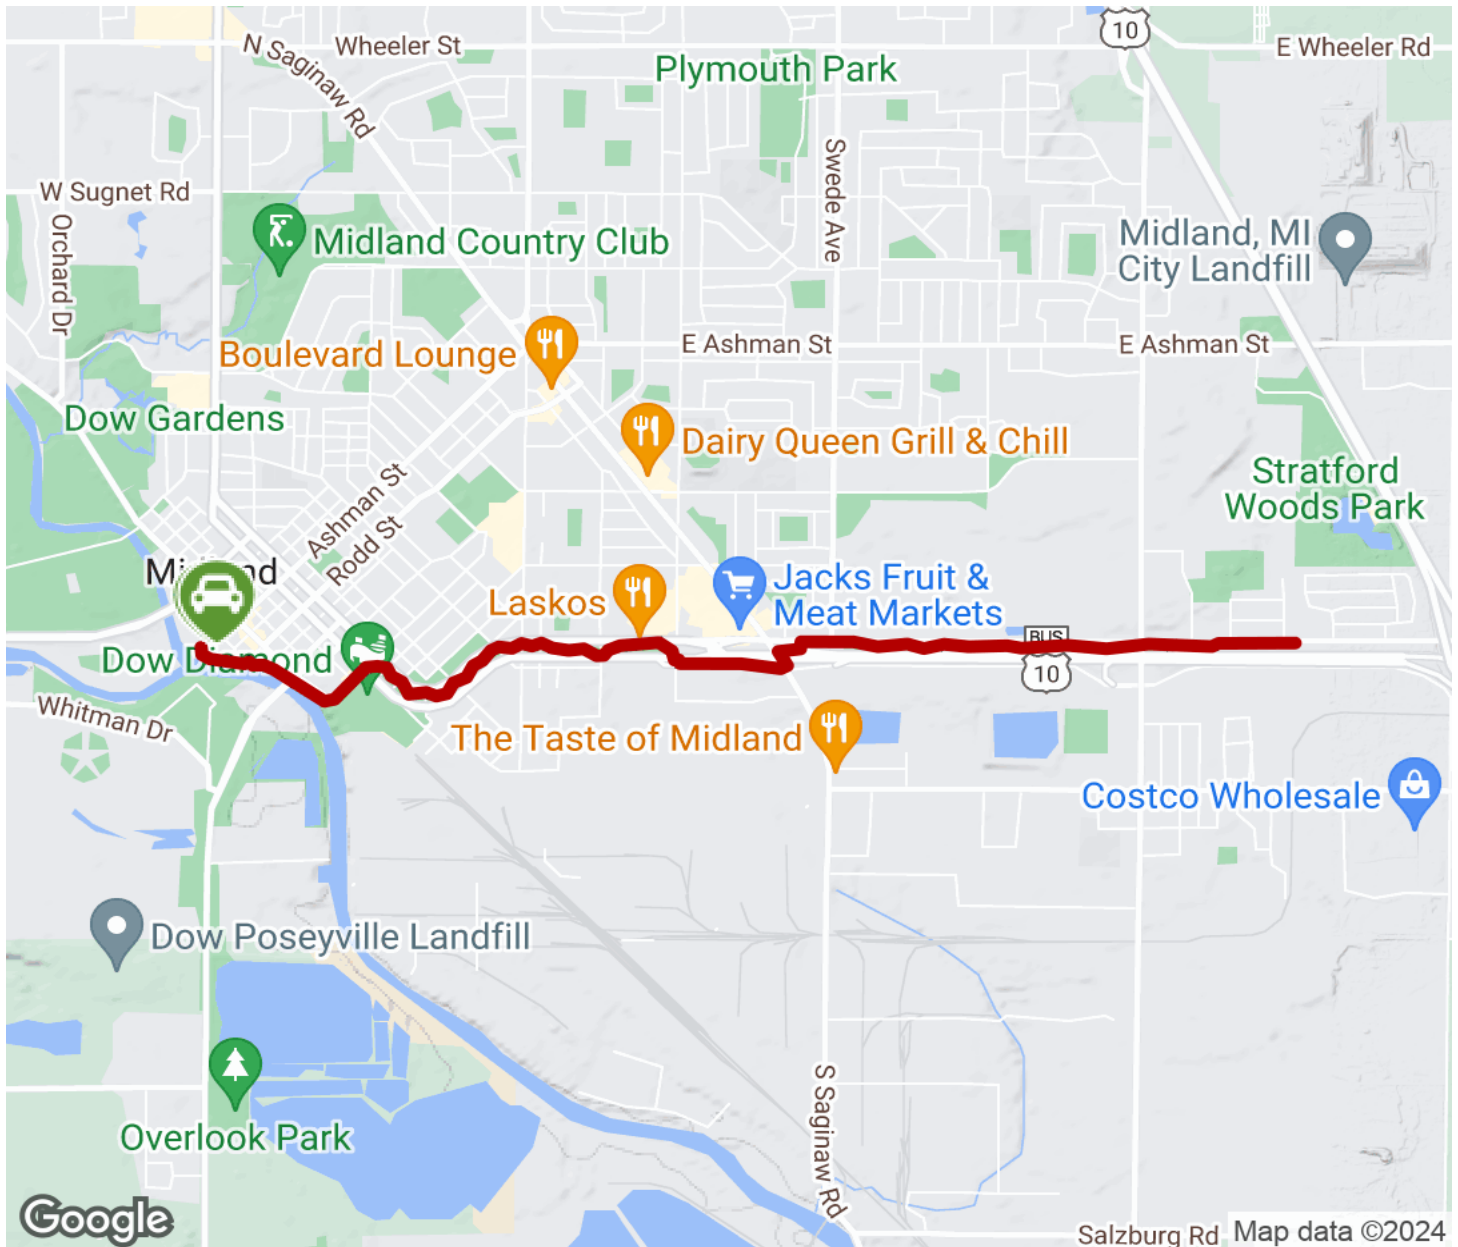 10
Wheeler St
E Wheeler Rd
N Saginaw Rd
Plymouth Park
Swede Ave
W Sugnet Rd
Orchard Dr
Midland Country Club
Midland, MI
City Landfill
Boulevard Lounge
E Ashman St
E Ashman St
Dow Gardens
Dairy Queen Grill & Chill
Ashman St
Rodd St
Stratford
Woods Park
Laskos
Jacks Fruit &
Meat Markets
BUS
10
Dow Diamond
Whitman Dr
The Taste of Midland
Costco Wholesale
Dow Poseyville Landfill
S Saginaw Rd
Overlook Park
Google
Salzburg Rd
Map data ©2024